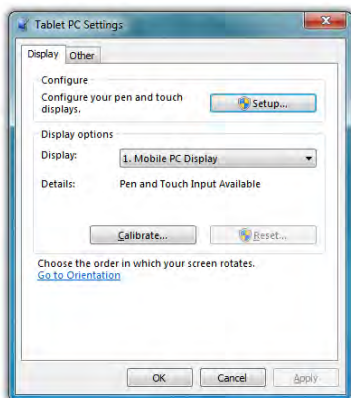 Tablet PC Settings
Display Other
Configure
Configure your pen and touch
displays.
Setup...
Display options
Display: 1. Mobile PC Display
Details: Pen and Touch Input Available
Calibrate... Reset...
Choose the order in which your screen rotates.
Go to Orientation
OK Cancel Apply